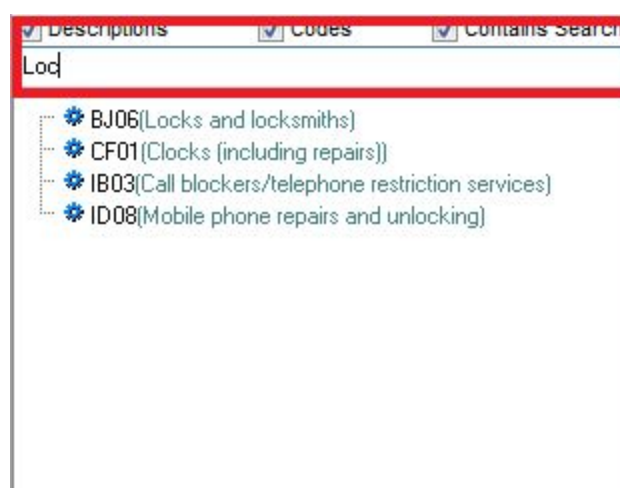 Descriptions Codes Contains Search
Loc
BJ06(Locks and locksmiths)
CF01(Clocks (including repairs))
IB03(Call blockers/telephone restriction services)
ID08(Mobile phone repairs and unlocking)